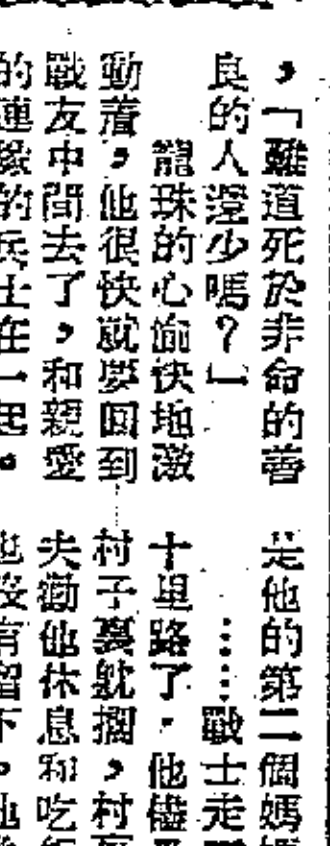 ，「難道死於非命的善
良的人還少嗎？」
龍珠的心愉快地激
動着，他很快就要回到
戰友中間去了，和親愛
的連隊的兵士在一起。
是他的第二個媽
……戰士走
十里路了，他儘
村子裏就擱，村
夫勸他休息和吃
他沒有留下，他